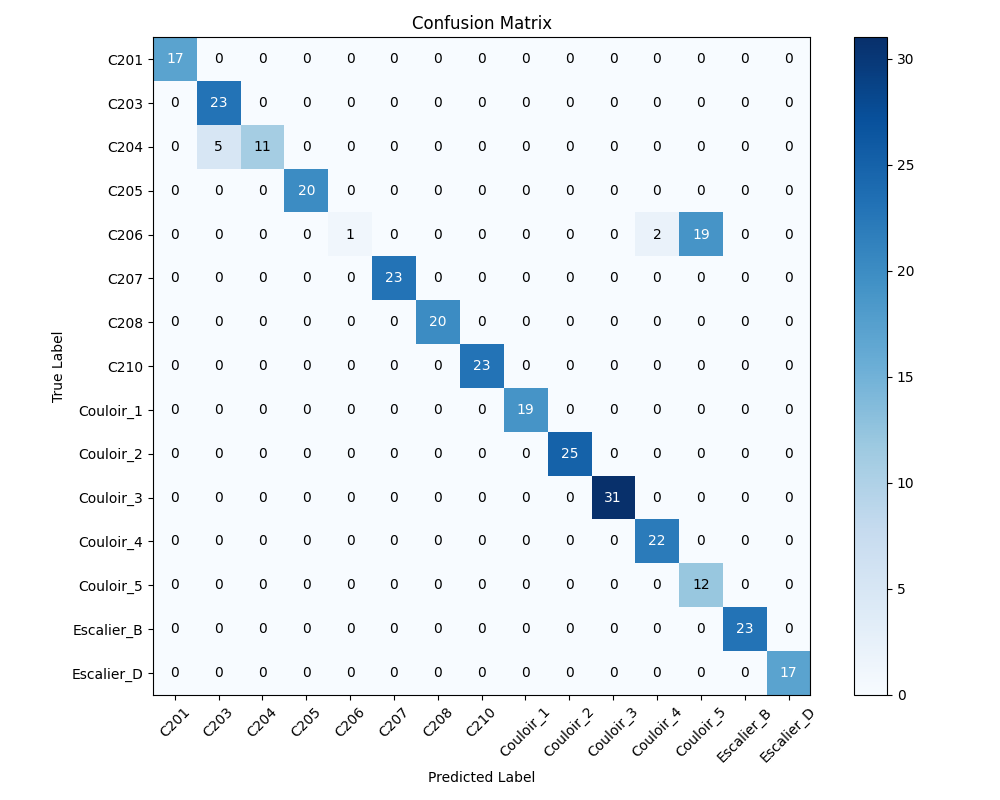 Confusion Matrix
True Label
C201 17 0 0 0 0 0 0 0 0 0 0 0 0 0 0
C203 0 23 0 0 0 0 0 0 0 0 0 0 0 0 0
C204 0 5 11 0 0 0 0 0 0 0 0 0 0 0 0
C205 0 0 0 20 0 0 0 0 0 0 0 0 0 0 0
C206 0 0 0 0 1 0 0 0 0 0 0 2 19 0 0
C207 0 0 0 0 0 23 0 0 0 0 0 0 0 0 0
C208 0 0 0 0 0 0 20 0 0 0 0 0 0 0 0
C210 0 0 0 0 0 0 0 23 0 0 0 0 0 0 0
Couloir_1 0 0 0 0 0 0 0 0 19 0 0 0 0 0 0
Couloir_2 0 0 0 0 0 0 0 0 0 25 0 0 0 0 0
Couloir_3 0 0 0 0 0 0 0 0 0 0 31 0 0 0 0
Couloir_4 0 0 0 0 0 0 0 0 0 0 0 22 0 0 0
Couloir_5 0 0 0 0 0 0 0 0 0 0 0 0 12 0 0
Escalier_B 0 0 0 0 0 0 0 0 0 0 0 0 0 23 0
Escalier_D 0 0 0 0 0 0 0 0 0 0 0 0 0 0 17
C201 C203 C204 C205 C206 C207 C208 C210 Couloir_1 Couloir_2 Couloir_3 Couloir_4 Couloir_5 Escalier_B Escalier_D
Predicted Label
30
25
20
15
10
5
0